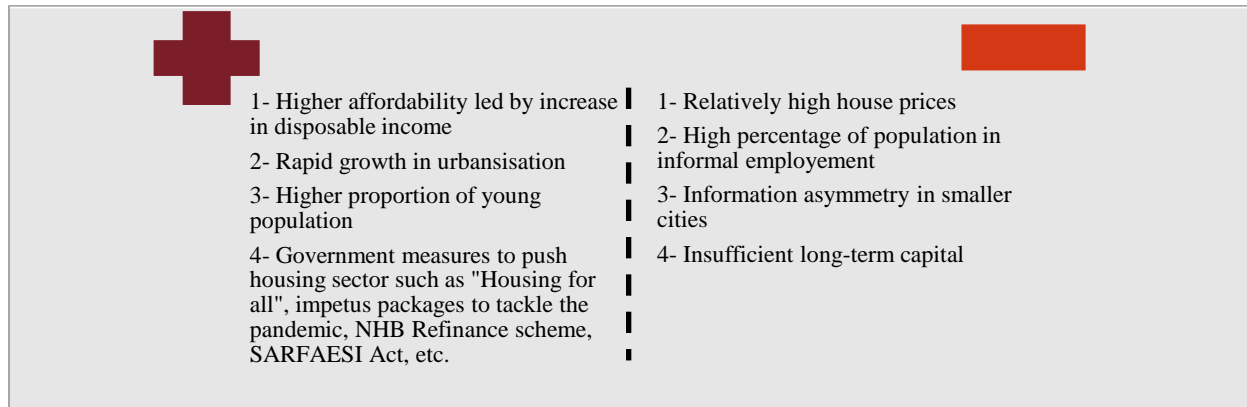 1- Higher affordability led by increase
in disposable income
2- Rapid growth in urbansisation
3- Higher proportion of young
population
4- Government measures to push
housing sector such as "Housing for
all", impetus packages to tackle the
pandemic, NHB Refinance scheme,
SARFAESI Act, etc.
1- Relatively high house prices
2- High percentage of population in
informal employement
3- Information asymmetry in smaller
cities
4- Insufficient long-term capital